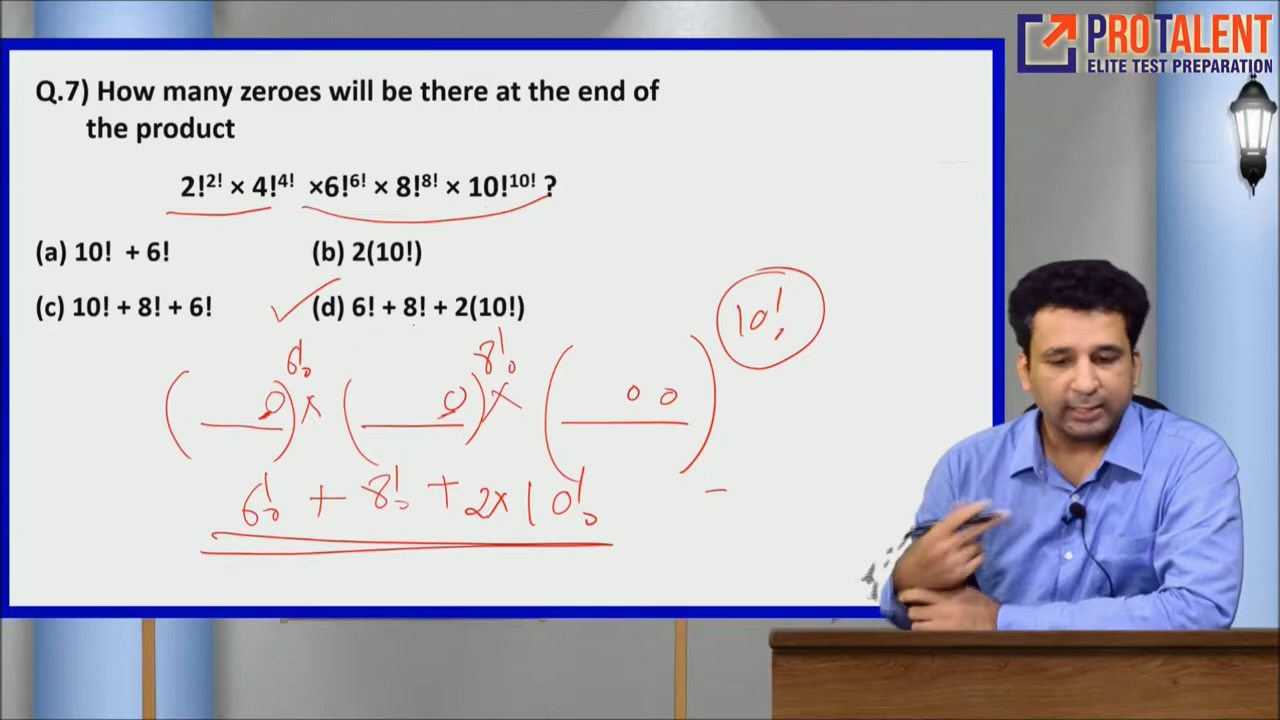 PROTALENT
ELITE TEST PREPARATION
Q.7) How many zeroes will be there at the end of
the product
2!²! × 4!⁴! ×6!⁶! × 8!⁸! × 10!¹⁰! ?
(a) 10! + 6! (b) 2(10!)
(c) 10! + 8! + 6! (d) 6! + 8! + 2(10!)
( 0)⁶! × ( 0)⁸! × ( 0 0)¹⁰!
6! + 8! + 2×10!